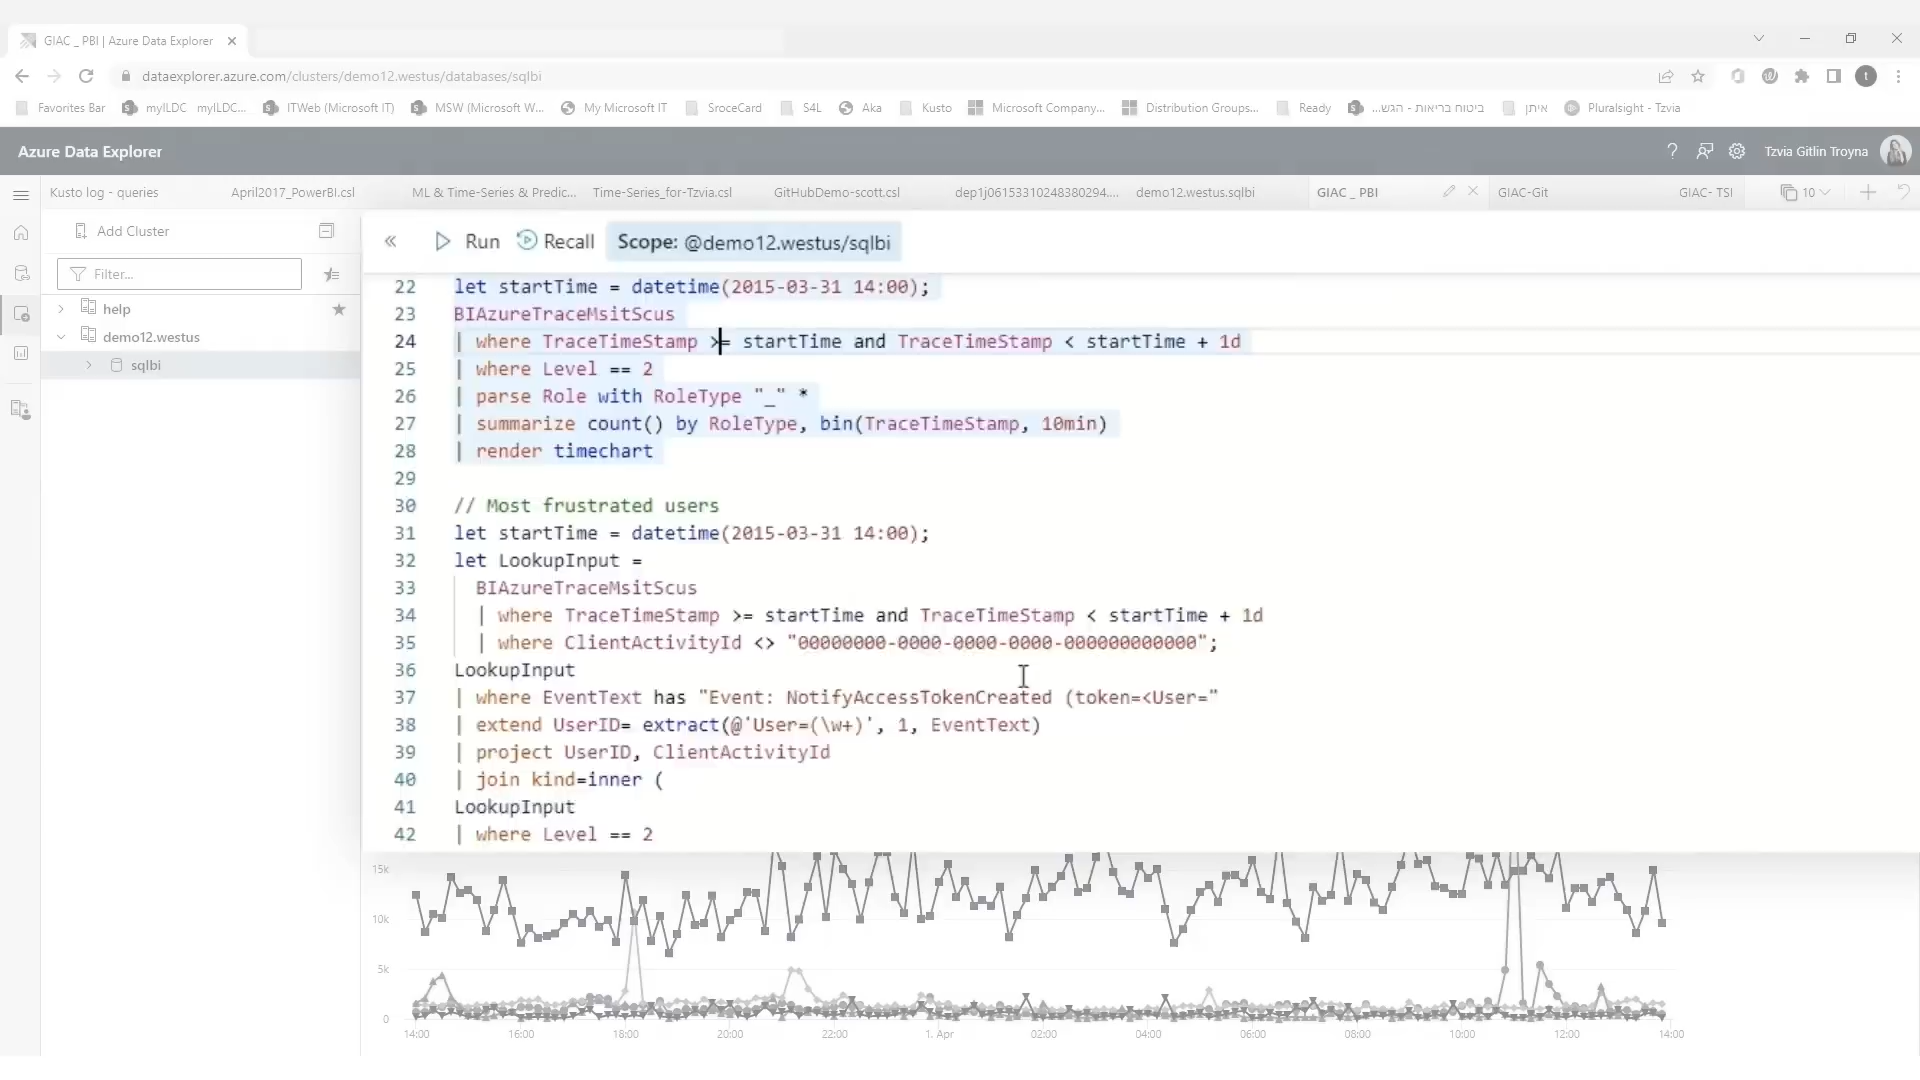 GIAC _ PBI | Azure Data Explorer
dataexplorer.azure.com/clusters/demo12.westus/databases/sqlbi
t
Favorites Bar myILDC myILDC... ITWeb (Microsoft IT) MSW (Microsoft W... My Microsoft IT SroceCard S4L Aka Kusto Microsoft Company... Distribution Groups... Ready ביטוח בריאות - הגש... איתן Pluralsight - Tzvia
Azure Data Explorer
Tzvia Gitlin Troyna
Kusto log - queries April2017_PowerBI.csl ML & Time-Series & Predic... Time-Series_for-Tzvia.csl GitHubDemo-scott.csl dep1j06153310248380294.... demo12.westus.sqlbi GIAC _ PBI GIAC-Git GIAC- TSI 10
Add Cluster
Filter...
help
demo12.westus
sqlbi
Run Recall Scope: @demo12.westus/sqlbi
22 let startTime = datetime(2015-03-31 14:00);
23 BIAzureTraceMsitScus
24 | where TraceTimeStamp >= startTime and TraceTimeStamp < startTime + 1d
25 | where Level == 2
26 | parse Role with RoleType "_" *
27 | summarize count() by RoleType, bin(TraceTimeStamp, 10min)
28 | render timechart
29
30 // Most frustrated users
31 let startTime = datetime(2015-03-31 14:00);
32 let LookupInput =
33 BIAzureTraceMsitScus
34 | where TraceTimeStamp >= startTime and TraceTimeStamp < startTime + 1d
35 | where ClientActivityId <> "00000000-0000-0000-0000-000000000000";
36 LookupInput
37 | where EventText has "Event: NotifyAccessTokenCreated (token=<User="
38 | extend UserID= extract(@'User=(\w+)', 1, EventText)
39 | project UserID, ClientActivityId
40 | join kind=inner (
41 LookupInput
42 | where Level == 2
15k
10k
5k
0
14:00 16:00 18:00 20:00 22:00 1. Apr 02:00 04:00 06:00 08:00 10:00 12:00 14:00